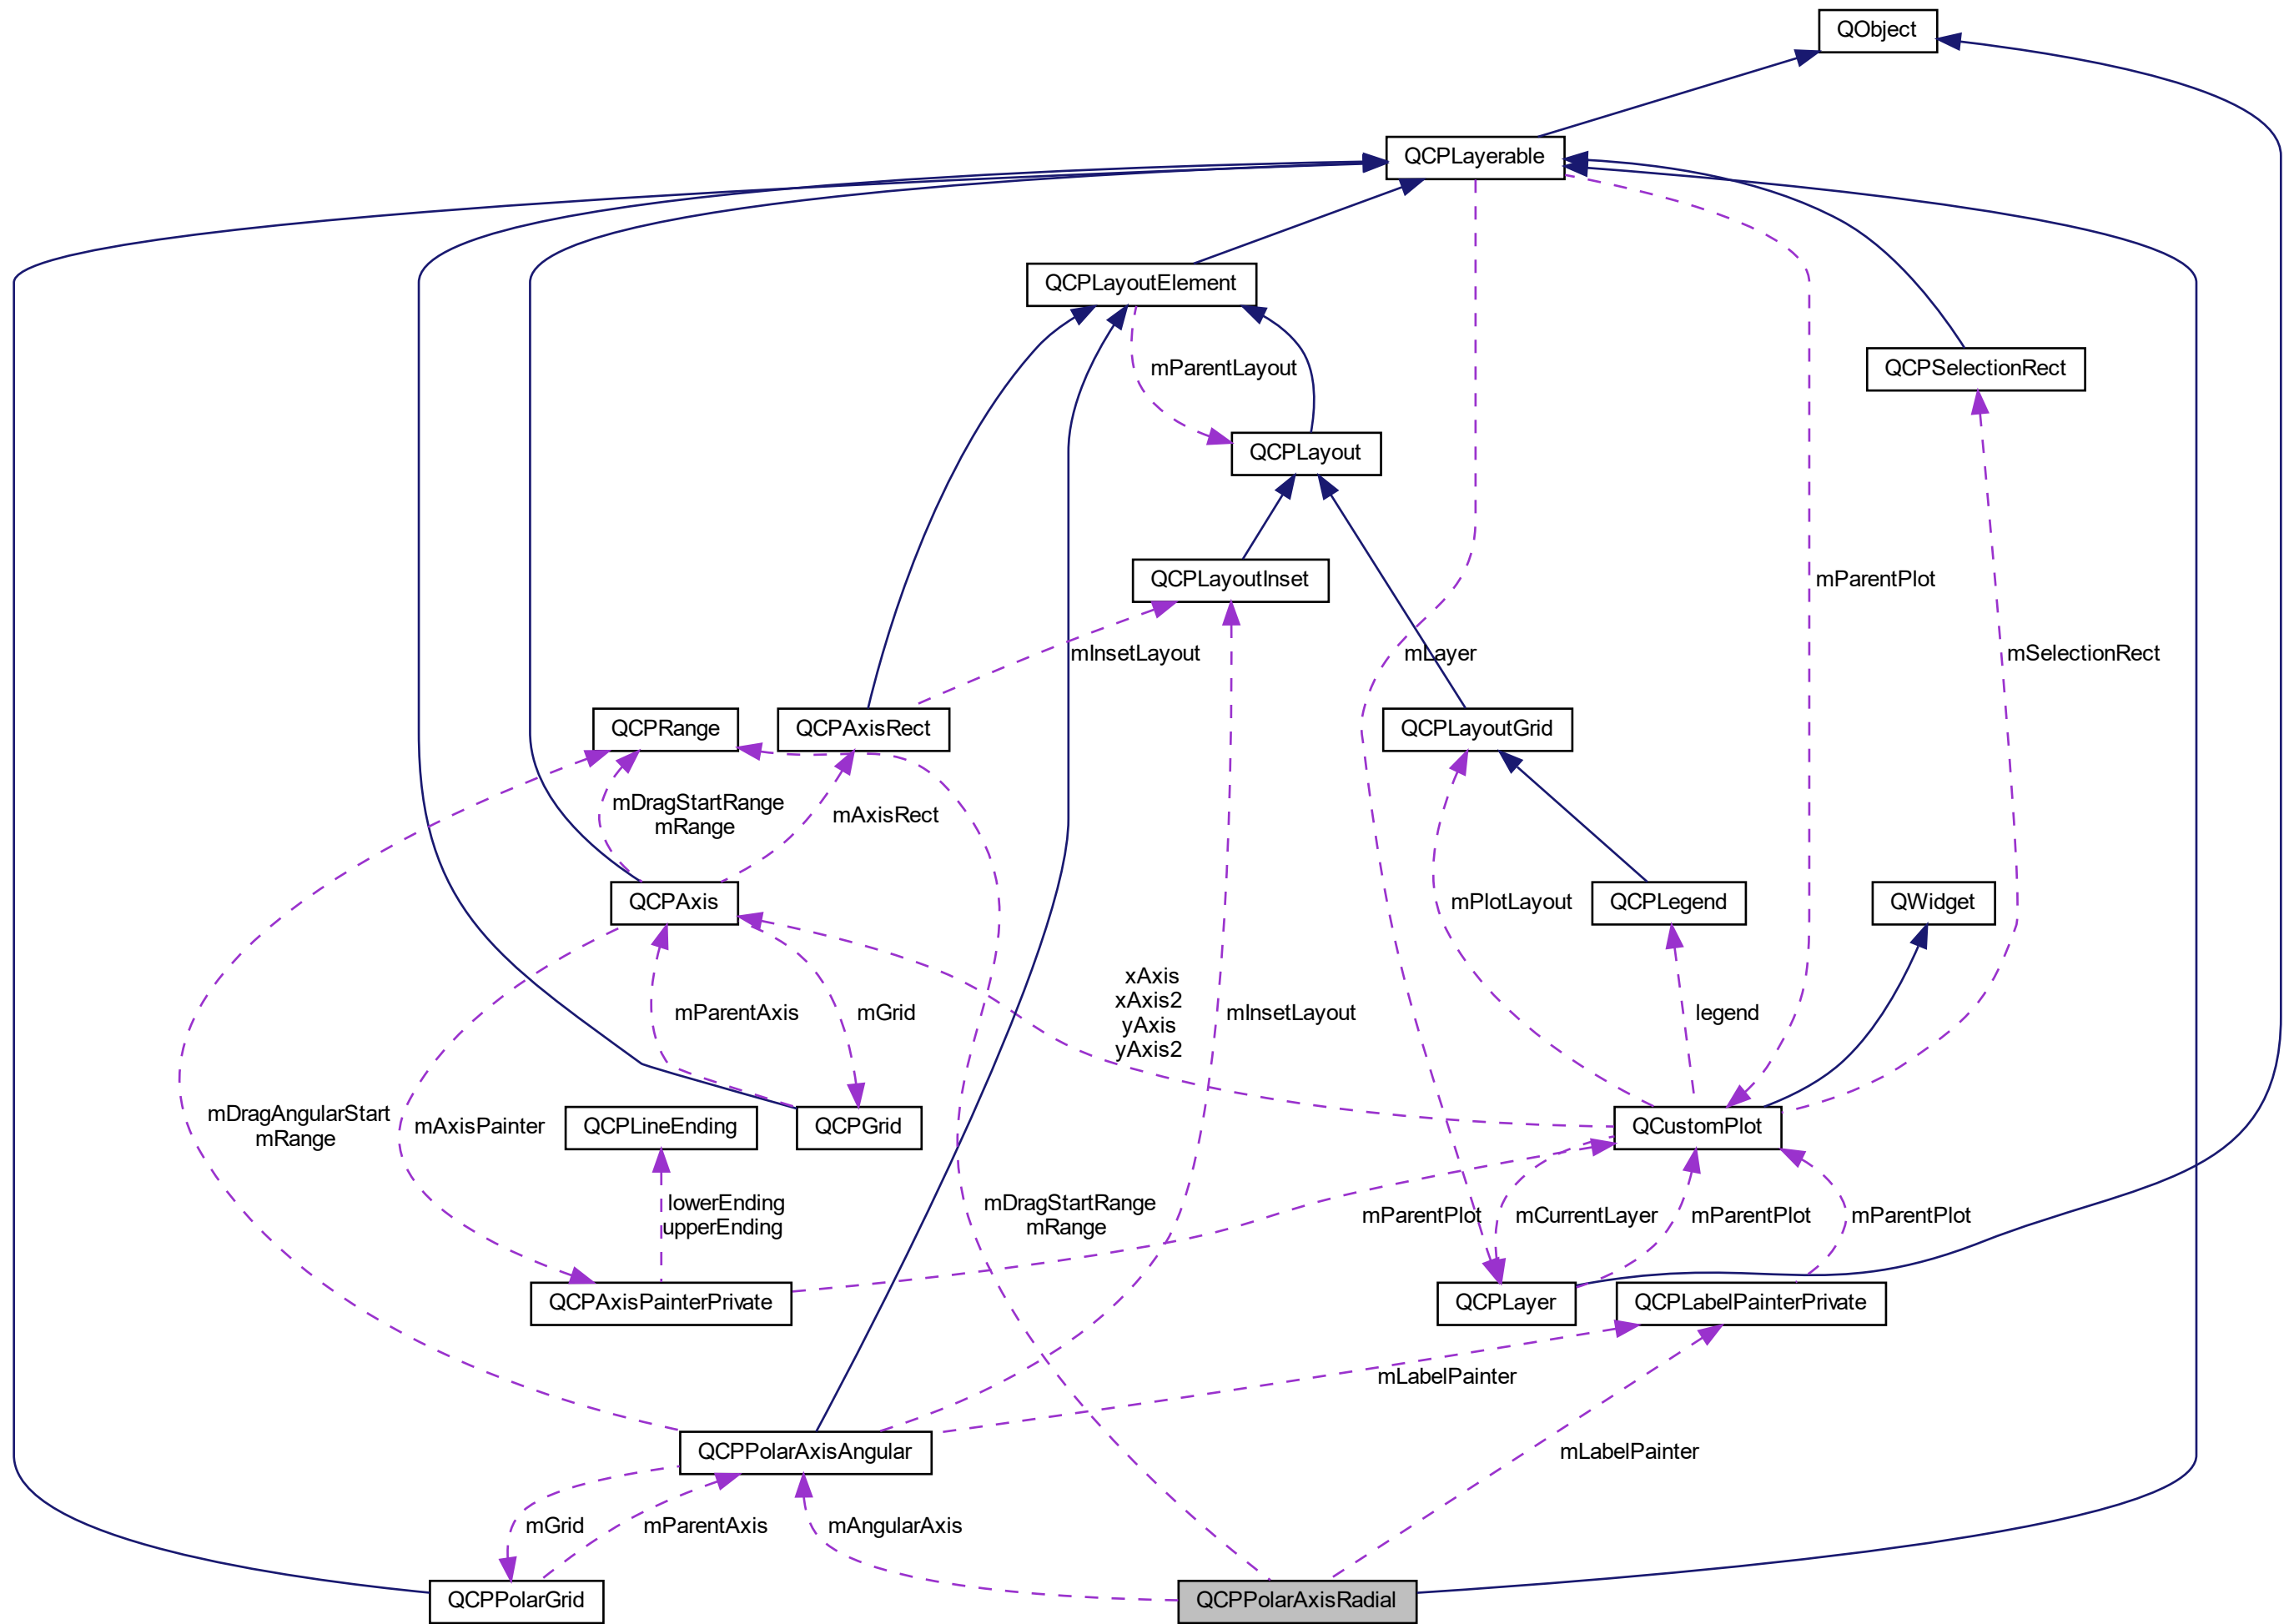 QObject
QCPLayerable
QCPLayoutElement
mParentLayout
QCPSelectionRect
QCPLayout
QCPLayoutInset
mParentPlot
mInsetLayout
mLayer
mSelectionRect
QCPRange
QCPAxisRect
QCPLayoutGrid
mDragStartRange
mRange
mAxisRect
QCPAxis
mPlotLayout
QCPLegend
QWidget
xAxis
xAxis2
yAxis
yAxis2
mParentAxis
mGrid
mInsetLayout
legend
mDragAngularStart
mRange
mAxisPainter
QCPLineEnding
QCPGrid
QCustomPlot
lowerEnding
upperEnding
mDragStartRange
mRange
mParentPlot
mCurrentLayer
mParentPlot
mParentPlot
QCPAxisPainterPrivate
QCPLayer
QCPLabelPainterPrivate
mLabelPainter
QCPPolarAxisAngular
mLabelPainter
mGrid
mParentAxis
mAngularAxis
QCPPolarGrid
QCPPolarAxisRadial